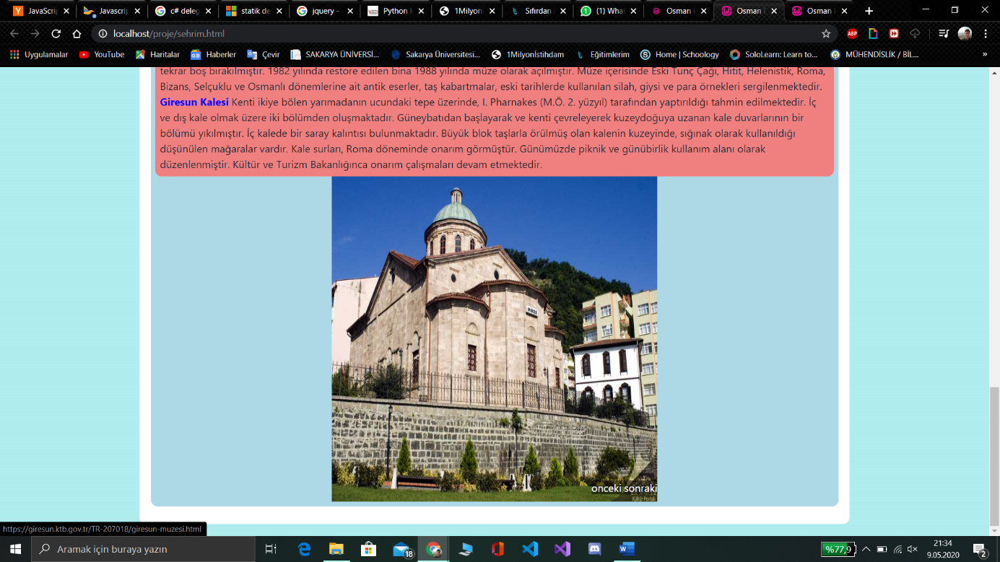 JavaScrip
Javascrip
c# deleg
statik de
jquery -
Python k
1Milyonİ
Sıfırdan
(1) What
Osman
Osman
Osman
localhost/proje/sehrim.html
ABP
Uygulamalar
YouTube
Haritalar
Haberler
Çevir
SAKARYA ÜNİVERSİ...
Sakarya Üniversitesi...
1Milyonİstihdam
Eğitimlerim
Home | Schoology
SoloLearn: Learn to...
MÜHENDİSLİK / BİL...
»
tekrar boş bırakılmıştır. 1982 yılında restore edilen bina 1988 yılında müze olarak açılmıştır. Müze içerisinde Eski Tunç Çağı, Hitit, Helenistik, Roma,
Bizans, Selçuklu ve Osmanlı dönemlerine ait antik eserler, taş kabartmalar, eski tarihlerde kullanılan silah, giysi ve para örnekleri sergilenmektedir.
Giresun Kalesi Kenti ikiye bölen yarımadanın ucundaki tepe üzerinde, I. Pharnakes (M.Ö. 2. yüzyıl) tarafından yaptırıldığı tahmin edilmektedir. İç
ve dış kale olmak üzere iki bölümden oluşmaktadır. Güneybatıdan başlayarak ve kenti çevreleyerek kuzeydoğuya uzanan kale duvarlarının bir
bölümü yıkılmıştır. İç kalede bir saray kalıntısı bulunmaktadır. Büyük blok taşlarla örülmüş olan kalenin kuzeyinde, sığınak olarak kullanıldığı
düşünülen mağaralar vardır. Kale surları, Roma döneminde onarım görmüştür. Günümüzde piknik ve günübirlik kullanım alanı olarak
düzenlenmiştir. Kültür ve Turizm Bakanlığınca onarım çalışmaları devam etmektedir.
MÜZE
onceki sonraki
Kültür Portalı
https://giresun.ktb.gov.tr/TR-207018/giresun-muzesi.html
Aramak için buraya yazın
18
%77,9
21:34
9.05.2020
2